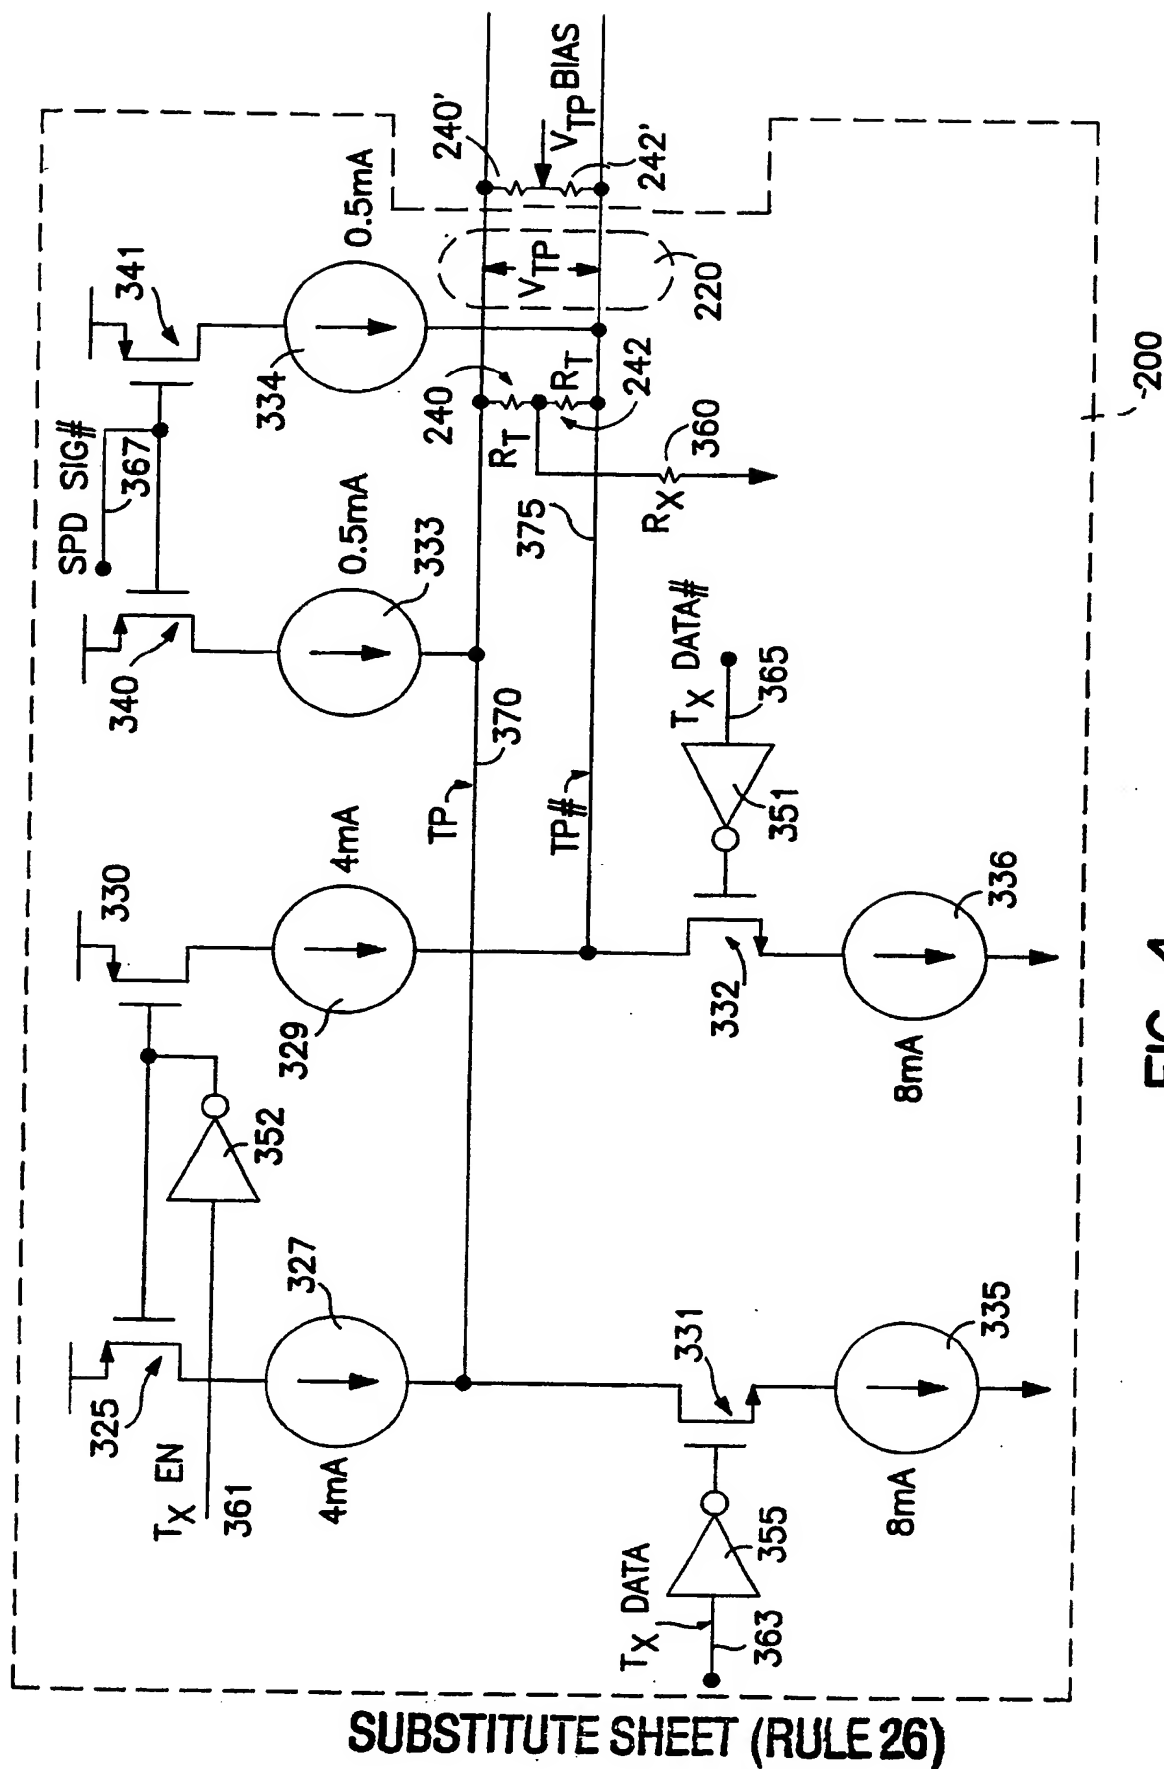 SPD SIG#
367
341
340
0.5mA
334
0.5mA
333
330
4mA
329
352
325
TX EN
361
327
4mA
TP
370
TP#
375
240
RT
RT
242
RX
360
VTP
220
240'
VTP BIAS
242'
TX DATA#
365
351
332
336
8mA
331
335
8mA
TX DATA
363
355
200
FIG. 4
SUBSTITUTE SHEET (RULE 26)